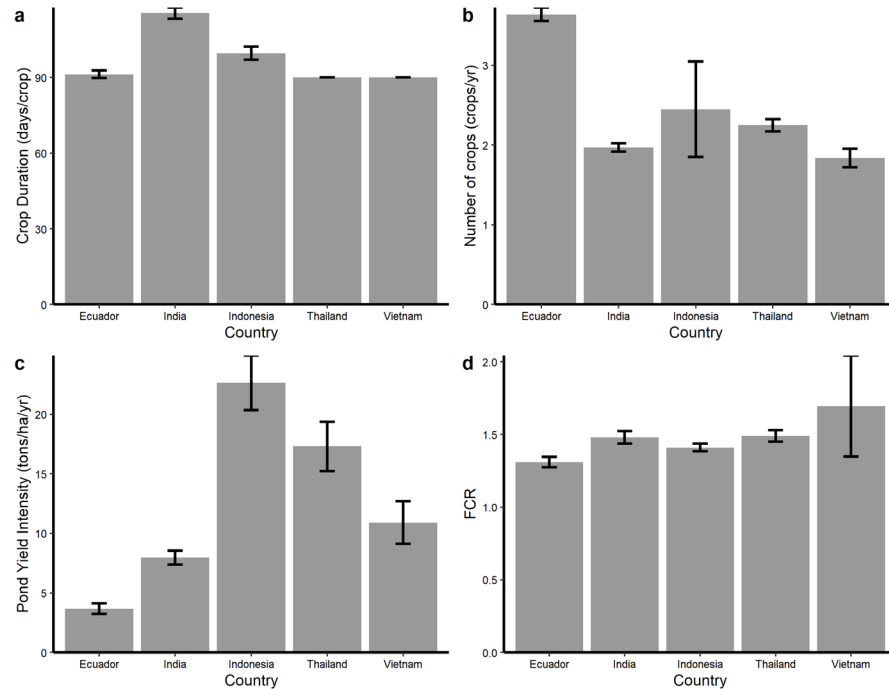 a
Crop Duration (days/crop)
90
60
30
0
Ecuador India Indonesia Thailand Vietnam
Country
b
Number of crops (crops/yr)
3
2
1
0
Ecuador India Indonesia Thailand Vietnam
Country
c
Pond Yield Intensity (tons/ha/yr)
20
15
10
5
0
Ecuador India Indonesia Thailand Vietnam
Country
d
FCR
2.0
1.5
1.0
0.5
0.0
Ecuador India Indonesia Thailand Vietnam
Country